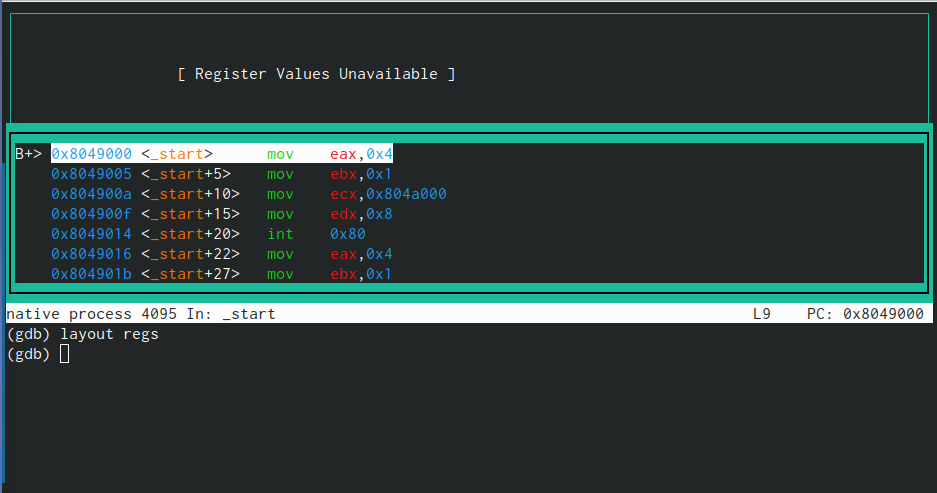 [ Register Values Unavailable ]
B+> 0x8049000 <_start> mov eax,0x4
0x8049005 <_start+5> mov ebx,0x1
0x804900a <_start+10> mov ecx,0x804a000
0x804900f <_start+15> mov edx,0x8
0x8049014 <_start+20> int 0x80
0x8049016 <_start+22> mov eax,0x4
0x804901b <_start+27> mov ebx,0x1
native process 4095 In: _start L9 PC: 0x8049000
(gdb) layout regs
(gdb)